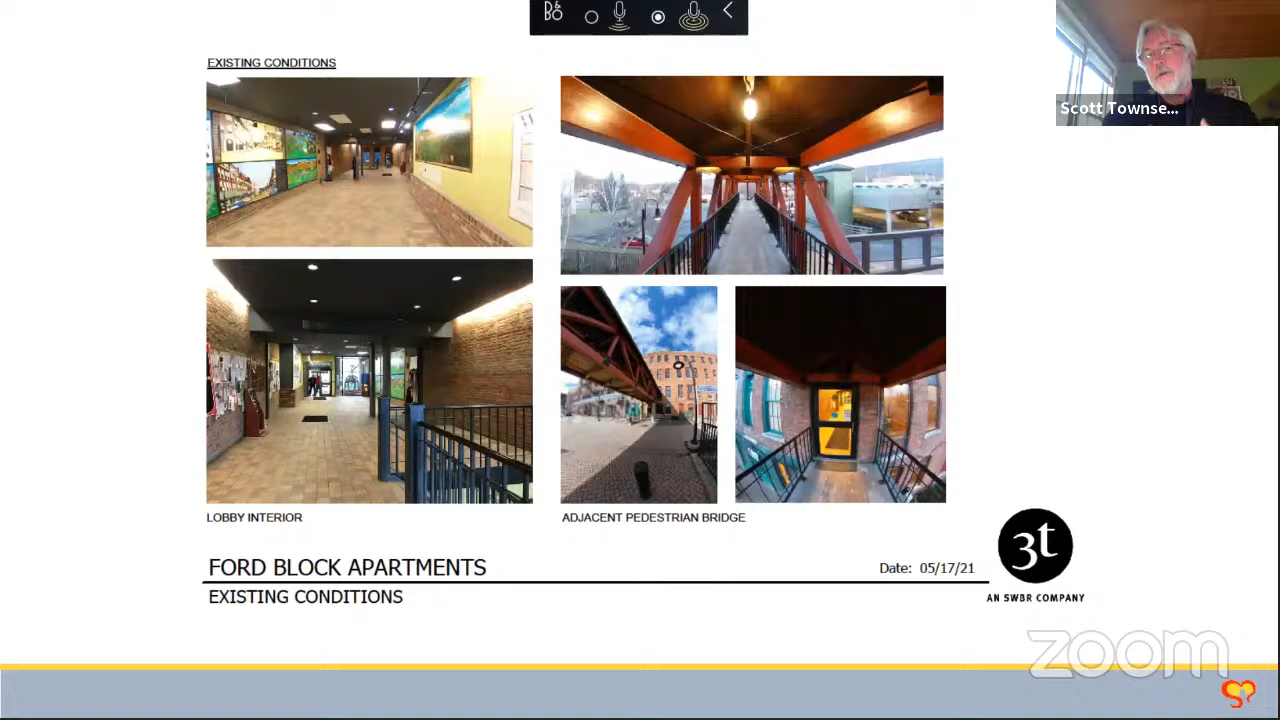 B&
BO
EXISTING CONDITIONS
Scott Townse...
LOBBY INTERIOR
ADJACENT PEDESTRIAN BRIDGE
FORD BLOCK APARTMENTS
Date: 05/17/21
EXISTING CONDITIONS
3t
AN SWBR COMPANY
zoom